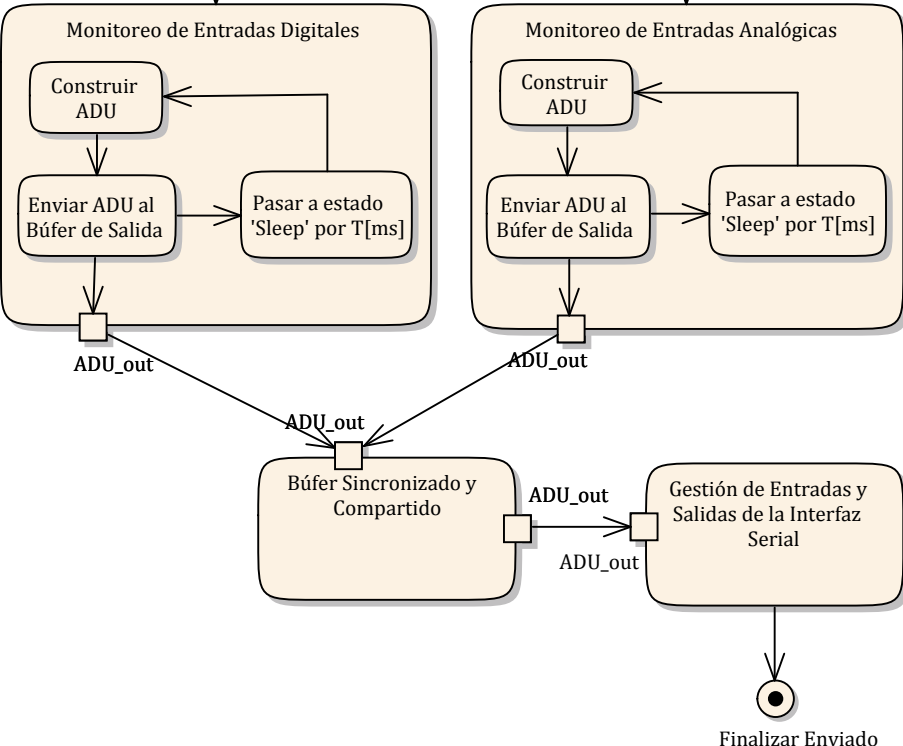 Monitoreo de Entradas Digitales
Construir
ADU
Enviar ADU al
Búfer de Salida
Pasar a estado
'Sleep' por T[ms]
ADU_out
Monitoreo de Entradas Analógicas
Construir
ADU
Enviar ADU al
Búfer de Salida
Pasar a estado
'Sleep' por T[ms]
ADU_out
ADU_out
Búfer Sincronizado y
Compartido
ADU_out
ADU_out
Gestión de Entradas y
Salidas de la Interfaz
Serial
Finalizar Enviado